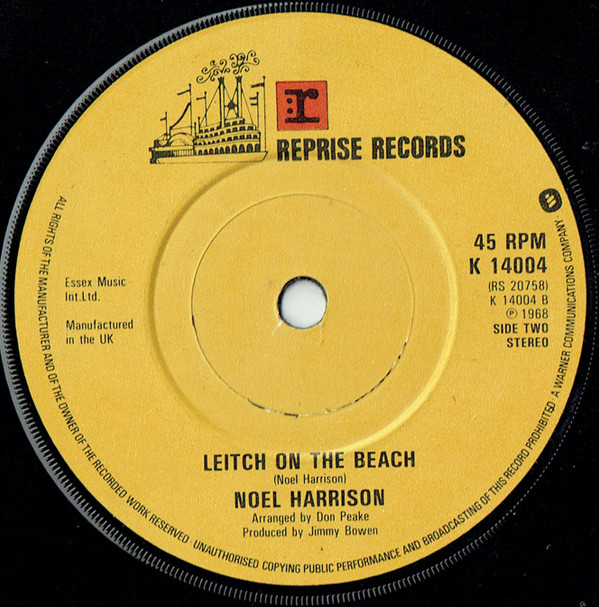 :r
REPRISE RECORDS
45 RPM
K 14004
(RS 20758)
K 14004 B
℗ 1968
SIDE TWO
STEREO
Essex Music
Int.Ltd.
Manufactured
in the UK
LEITCH ON THE BEACH
(Noel Harrison)
NOEL HARRISON
Arranged by Don Peake
Produced by Jimmy Bowen
ALL RIGHTS OF THE MANUFACTURER AND OF THE OWNER OF THE RECORDED WORK RESERVED · UNAUTHORISED COPYING PUBLIC PERFORMANCE AND BROADCASTING OF THIS RECORD PROHIBITED · A WARNER COMMUNICATIONS COMPANY